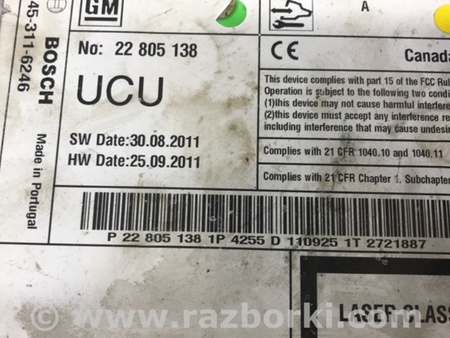 GM
BOSCH
45-311-6246
Made in Portugal
No: 22 805 138
UCU
SW Date:30.08.2011
HW Date:25.09.2011
CE
Canada
This device complies with part 15 of the FCC Rul
Operation is subject to the following two condi
(1)this device may not cause harmful interfere
(2)this device must accept any interference re
including interference that may cause undesi
Complies with 21 CFR 1040.10 and 1040.11
Complies with 21 CFR Chapter 1. Subchapter
P 22 805 138 1P 4255 D 110925 1T 2721887
LASER CLASS
www.razborki.com